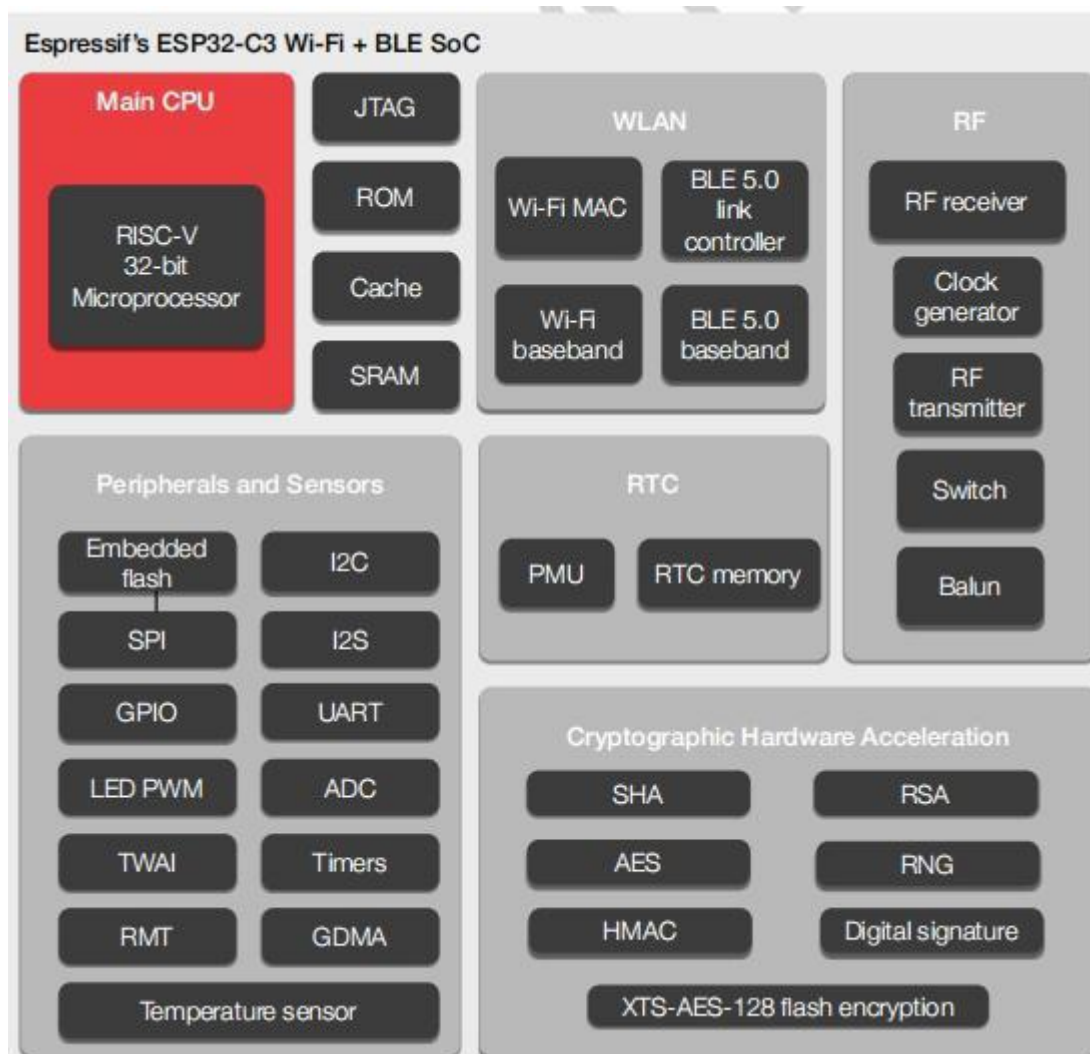 Espressif's ESP32-C3 Wi-Fi + BLE SoC
Main CPU
RISC-V
32-bit
Microprocessor
JTAG
ROM
Cache
SRAM
WLAN
Wi-Fi MAC
BLE 5.0
link
controller
Wi-Fi
baseband
BLE 5.0
baseband
RF
RF receiver
Clock
generator
RF
transmitter
Switch
Balun
Peripherals and Sensors
Embedded
flash
I2C
SPI
I2S
GPIO
UART
LED PWM
ADC
TWAI
Timers
RMT
GDMA
Temperature sensor
RTC
PMU
RTC memory
Cryptographic Hardware Acceleration
SHA
RSA
AES
RNG
HMAC
Digital signature
XTS-AES-128 flash encryption